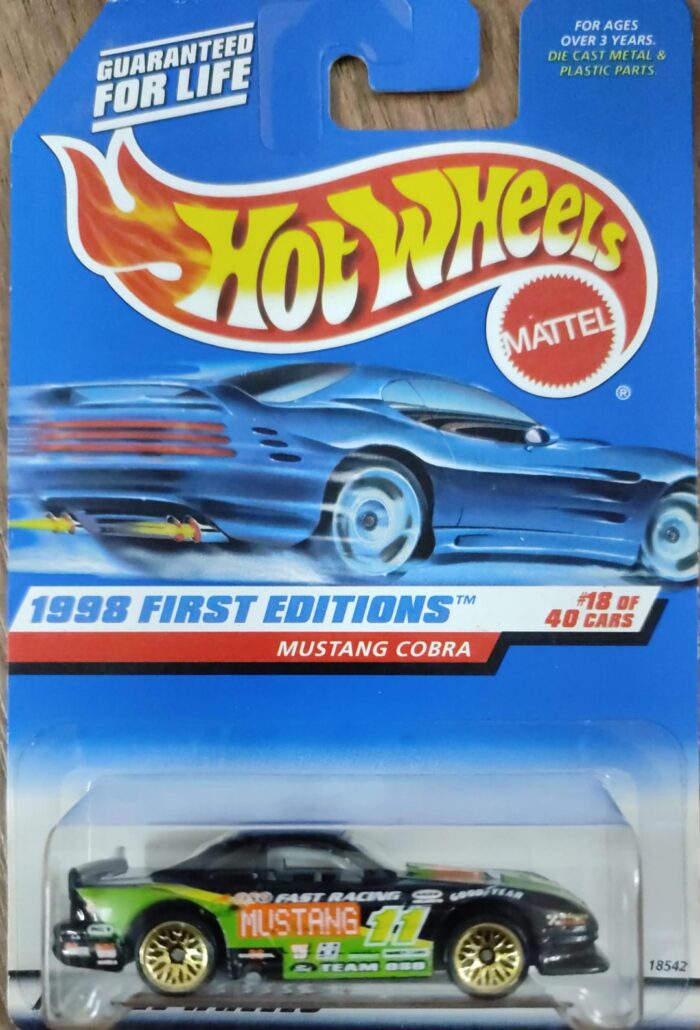 GUARANTEED
FOR LIFE
FOR AGES
OVER 3 YEARS.
DIE CAST METAL &
PLASTIC PARTS.
HOT WHEELS
MATTEL
®
1998 FIRST EDITIONS™
#18 OF
40 CARS
MUSTANG COBRA
FAST RACING
GOODYEAR
MUSTANG
11
TEAM
18542